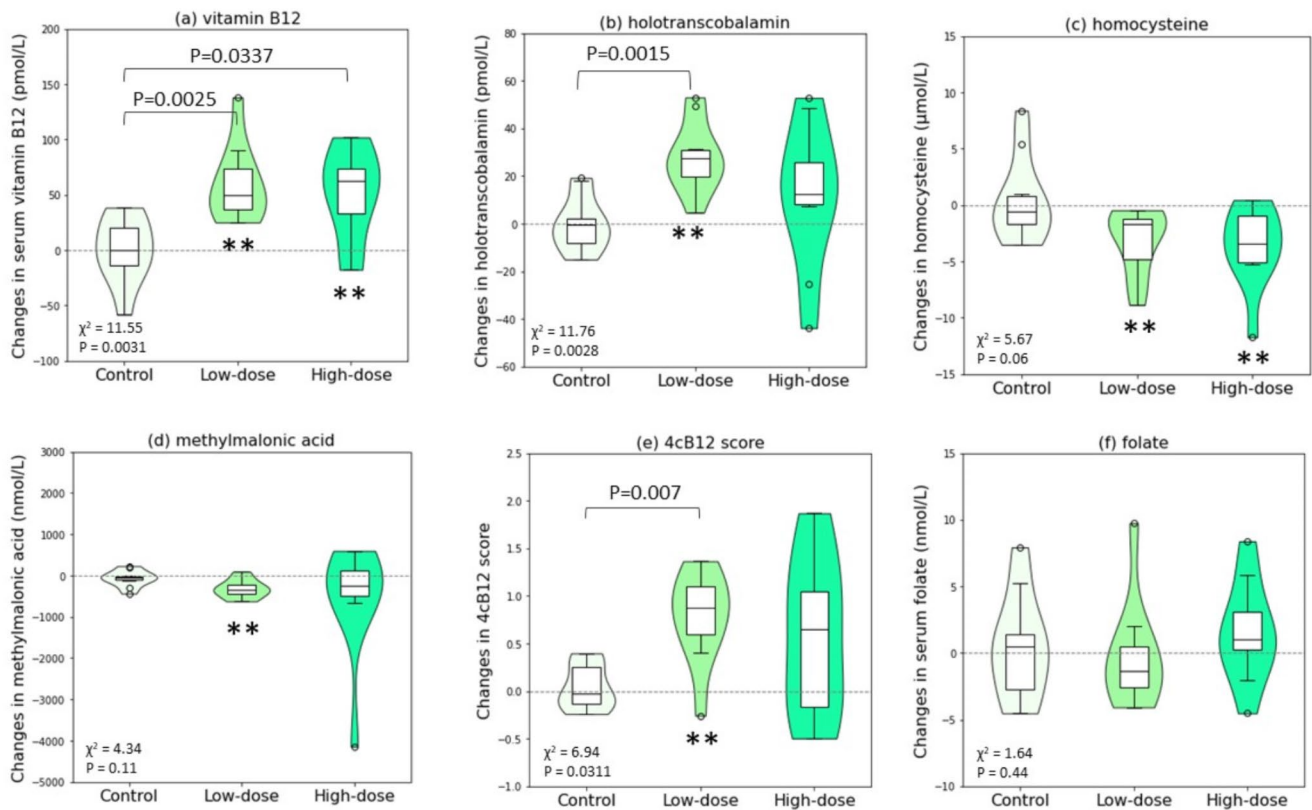 (a) vitamin B12
Changes in serum vitamin B12 (pmol/L)
200
150
100
50
0
−50
−100
P=0.0337
P=0.0025
**
**
χ² = 11.55
P = 0.0031
Control
Low-dose
High-dose
(b) holotranscobalamin
Changes in holotranscobalamin (pmol/L)
80
60
40
20
0
−20
−40
−60
P=0.0015
**
χ² = 11.76
P = 0.0028
Control
Low-dose
High-dose
(c) homocysteine
Changes in homocysteine (μmol/L)
15
10
5
0
−5
−10
−15
**
**
χ² = 5.67
P = 0.06
Control
Low-dose
High-dose
(d) methylmalonic acid
Changes in methylmalonic acid (nmol/L)
3000
2000
1000
0
−1000
−2000
−3000
−4000
−5000
**
χ² = 4.34
P = 0.11
Control
Low-dose
High-dose
(e) 4cB12 score
Changes in 4cB12 score
2.5
2.0
1.5
1.0
0.5
0.0
−0.5
−1.0
P=0.007
**
χ² = 6.94
P = 0.0311
Control
Low-dose
High-dose
(f) folate
Changes in serum folate (nmol/L)
15
10
5
0
−5
−10
χ² = 1.64
P = 0.44
Control
Low-dose
High-dose